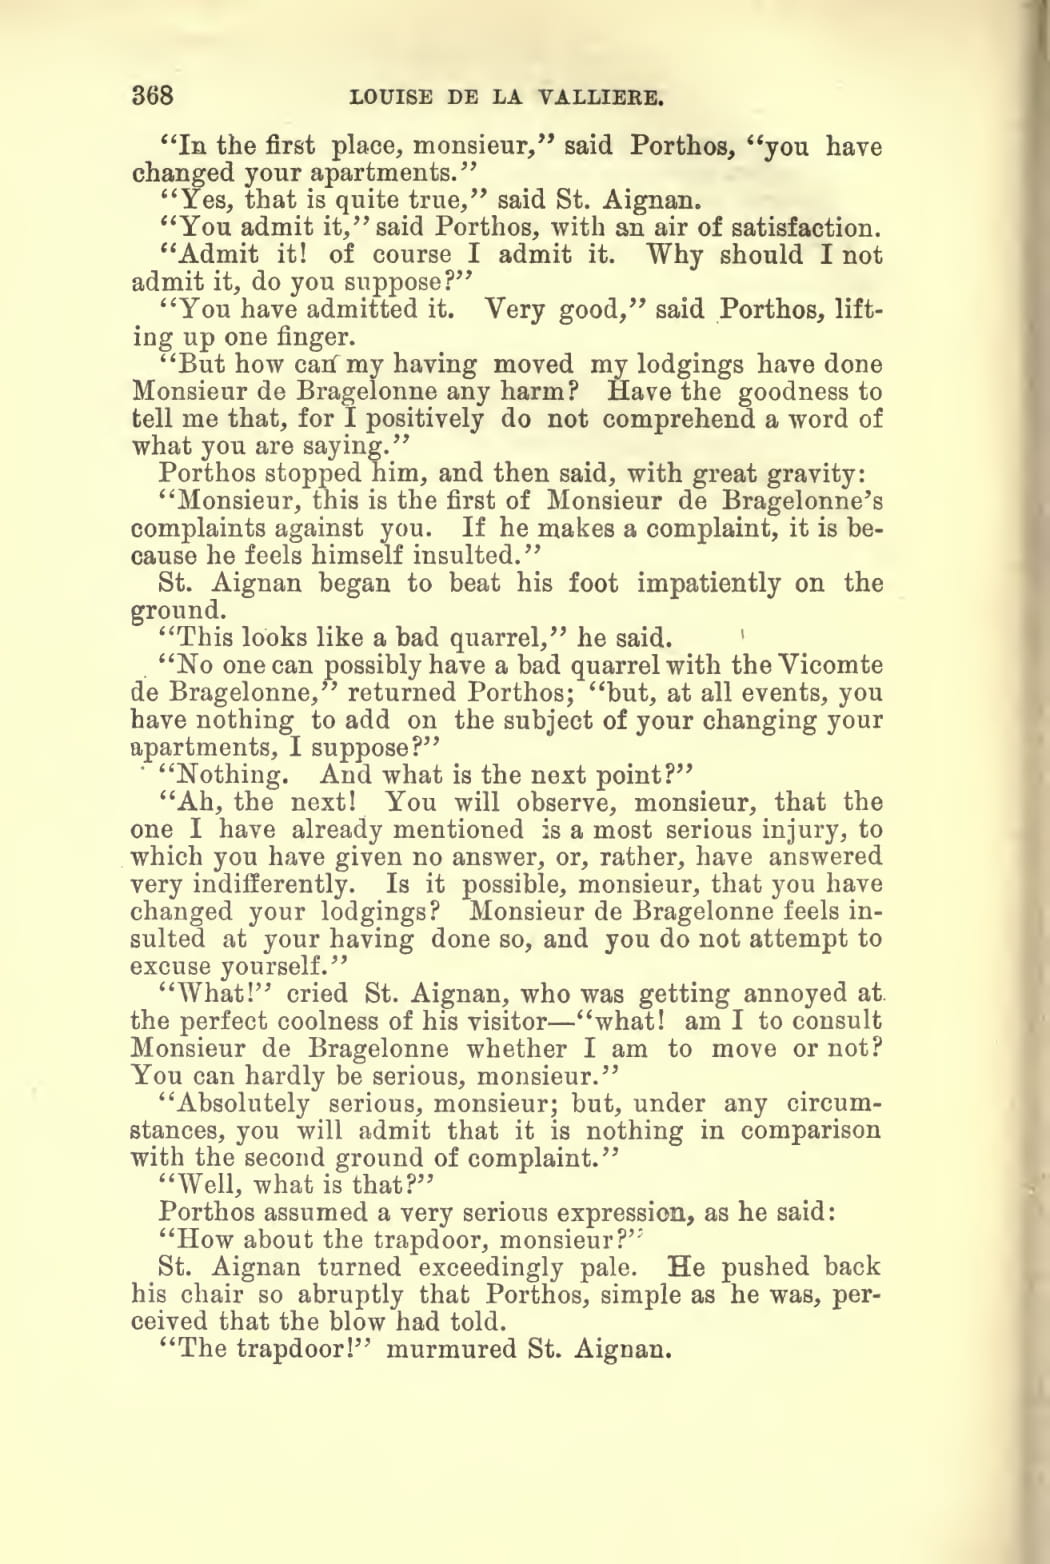 368 LOUISE DE LA VALLIERE.
“In the first place, monsieur,” said Porthos, “you have
changed your apartments.”
“Yes, that is quite true,” said St. Aignan.
“You admit it,” said Porthos, with an air of satisfaction.
“Admit it! of course I admit it. Why should I not
admit it, do you suppose?”
“You have admitted it. Very good,” said Porthos, lift-
ing up one finger.
“But how can my having moved my lodgings have done
Monsieur de Bragelonne any harm? Have the goodness to
tell me that, for I positively do not comprehend a word of
what you are saying.”
Porthos stopped him, and then said, with great gravity:
“Monsieur, this is the first of Monsieur de Bragelonne’s
complaints against you. If he makes a complaint, it is be-
cause he feels himself insulted.”
St. Aignan began to beat his foot impatiently on the
ground.
“This looks like a bad quarrel,” he said.
“No one can possibly have a bad quarrel with the Vicomte
de Bragelonne,” returned Porthos; “but, at all events, you
have nothing to add on the subject of your changing your
apartments, I suppose?”
“Nothing. And what is the next point?”
“Ah, the next! You will observe, monsieur, that the
one I have already mentioned is a most serious injury, to
which you have given no answer, or, rather, have answered
very indifferently. Is it possible, monsieur, that you have
changed your lodgings? Monsieur de Bragelonne feels in-
sulted at your having done so, and you do not attempt to
excuse yourself.”
“What!” cried St. Aignan, who was getting annoyed at
the perfect coolness of his visitor—“what! am I to consult
Monsieur de Bragelonne whether I am to move or not?
You can hardly be serious, monsieur.”
“Absolutely serious, monsieur; but, under any circum-
stances, you will admit that it is nothing in comparison
with the second ground of complaint.”
“Well, what is that?”
Porthos assumed a very serious expression, as he said:
“How about the trapdoor, monsieur?”
St. Aignan turned exceedingly pale. He pushed back
his chair so abruptly that Porthos, simple as he was, per-
ceived that the blow had told.
“The trapdoor!” murmured St. Aignan.